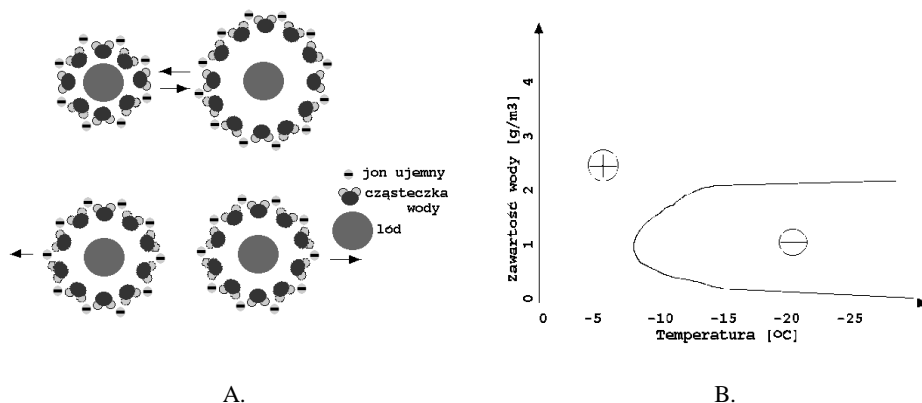 jon ujemny
cząsteczka
wody
lód
Zawartość wody [g/m3]
4
3
2
1
0
0 -5 -10 -15 -20 -25
Temperatura [OC]
A.
B.